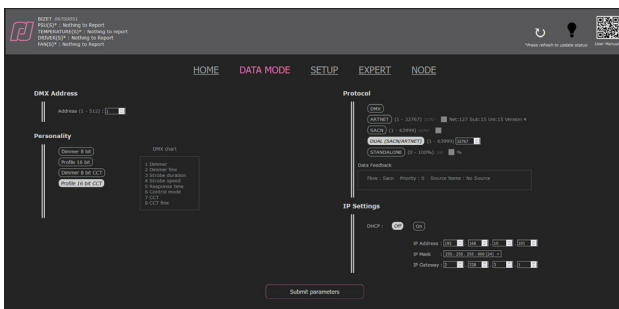 BIZET 06700051
PSU(S)* : Nothing to Report
TEMPERATURE(S)* : Nothing to report
DRIVER(S)* : Nothing to Report
FAN(S)* : Nothing to Report
*Press refresh to update status
User Manual
HOME DATA MODE SETUP EXPERT NODE
DMX Address
Address (1 - 512) : 1
Personality
Dimmer 8 bit
Profile 16 bit
Dimmer 8 bit CCT
Profile 16 bit CCT
DMX chart
1 Dimmer
2 Dimmer fine
3 Strobe duration
4 Strobe speed
5 Response time
6 Control mode
7 CCT
8 CCT fine
Protocol
DMX
ARTNET (1 - 32767) Net:127 Sub:15 Uni:15 Version 4
SACN (1 - 63999)
DUAL (SACN/ARTNET) (1 - 63999) 32767
STANDALONE (0 - 100%) %
Data Feedback
Flow : Sacn Priority : 0 Source Name : No Source
IP Settings
DHCP : Off On
IP Address :
IP Mask :
IP Gateway :
Submit parameters